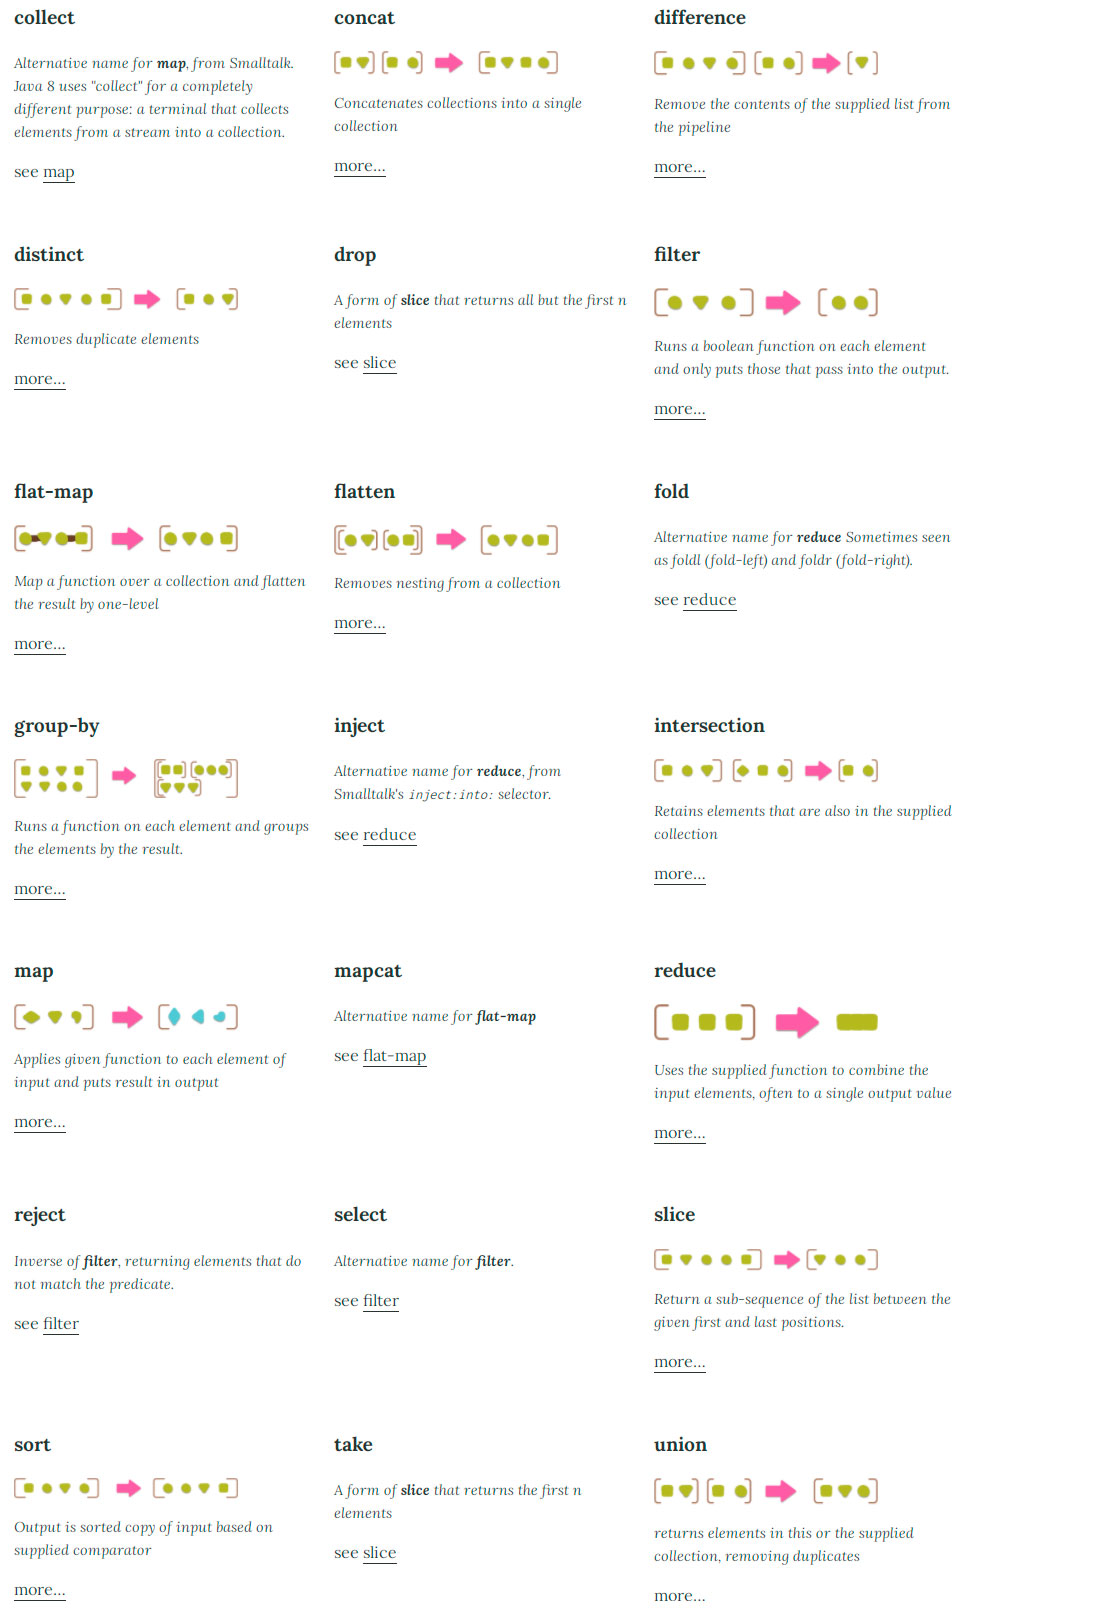 collect
Alternative name for map, from Smalltalk.
Java 8 uses "collect" for a completely
different purpose: a terminal that collects
elements from a stream into a collection.
see map
concat
Concatenates collections into a single
collection
more...
difference
Remove the contents of the supplied list from
the pipeline
more...
distinct
Removes duplicate elements
more...
drop
A form of slice that returns all but the first n
elements
see slice
filter
Runs a boolean function on each element
and only puts those that pass into the output.
more...
flat-map
Map a function over a collection and flatten
the result by one-level
more...
flatten
Removes nesting from a collection
more...
fold
Alternative name for reduce Sometimes seen
as foldl (fold-left) and foldr (fold-right).
see reduce
group-by
Runs a function on each element and groups
the elements by the result.
more...
inject
Alternative name for reduce, from
Smalltalk's inject:into: selector.
see reduce
intersection
Retains elements that are also in the supplied
collection
more...
map
Applies given function to each element of
input and puts result in output
more...
mapcat
Alternative name for flat-map
see flat-map
reduce
Uses the supplied function to combine the
input elements, often to a single output value
more...
reject
Inverse of filter, returning elements that do
not match the predicate.
see filter
select
Alternative name for filter.
see filter
slice
Return a sub-sequence of the list between the
given first and last positions.
more...
sort
Output is sorted copy of input based on
supplied comparator
more...
take
A form of slice that returns the first n
elements
see slice
union
returns elements in this or the supplied
collection, removing duplicates
more...